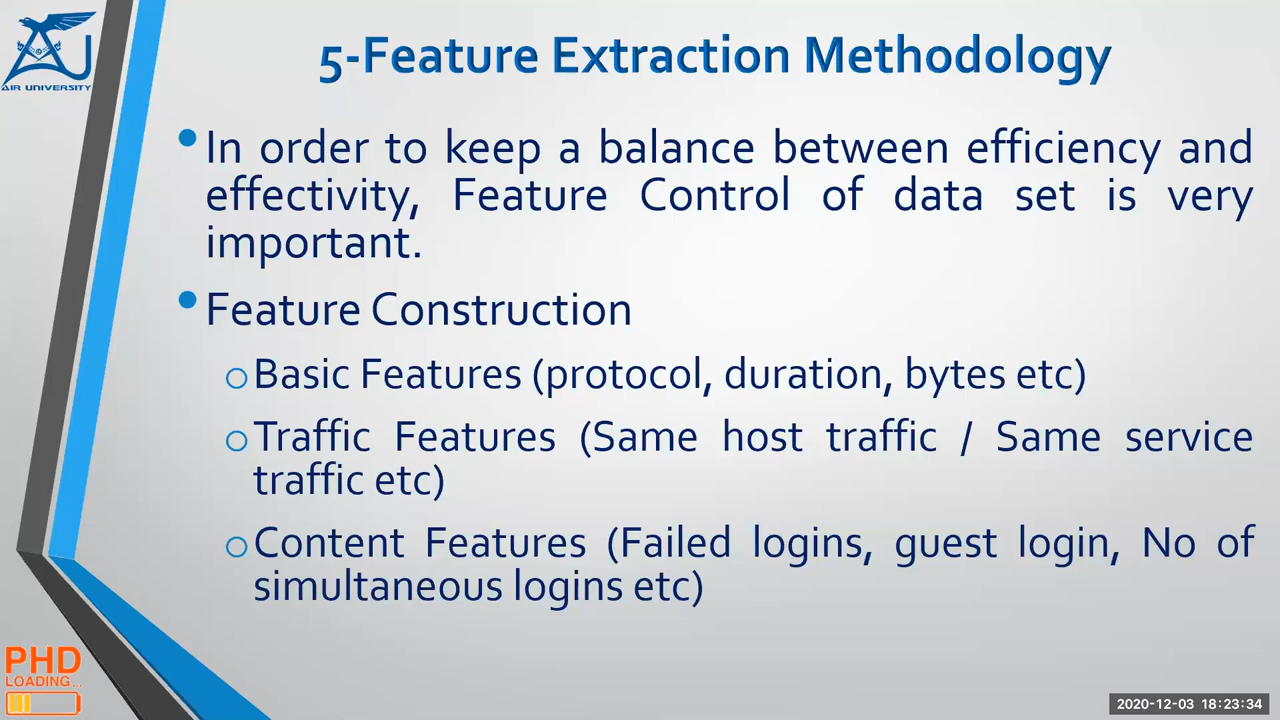 AIR UNIVERSITY
5-Feature Extraction Methodology
• In order to keep a balance between efficiency and
effectivity, Feature Control of data set is very
important.
• Feature Construction
o Basic Features (protocol, duration, bytes etc)
o Traffic Features (Same host traffic / Same service
traffic etc)
o Content Features (Failed logins, guest login, No of
simultaneous logins etc)
PHD
LOADING...
2020-12-03 18:23:34